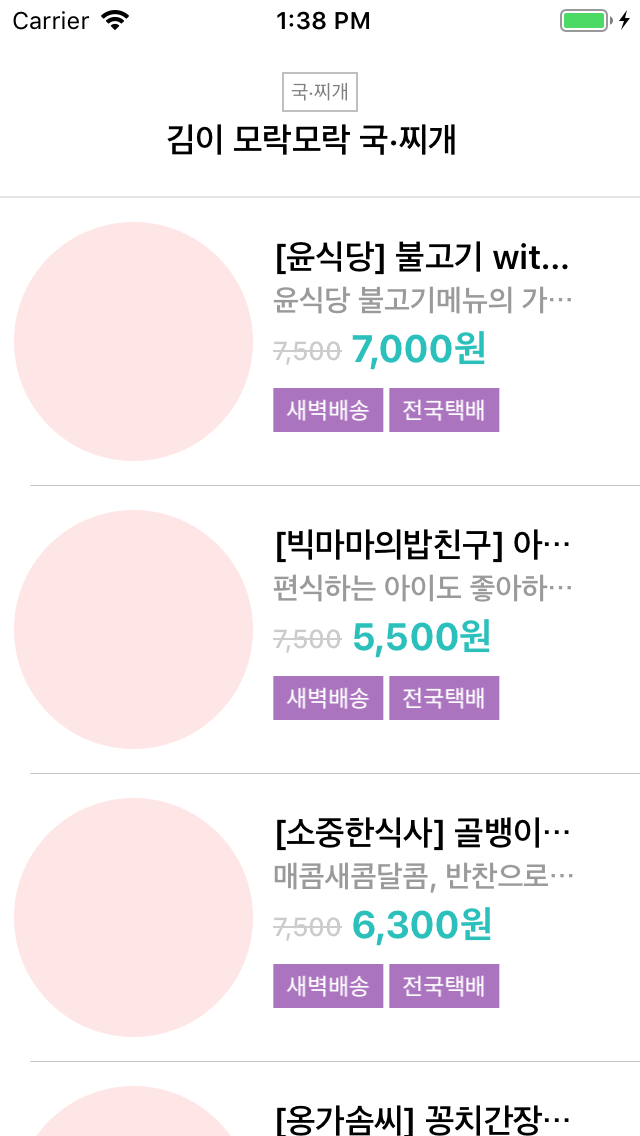 Carrier 1:38 PM
국·찌개
김이 모락모락 국·찌개
[윤식당] 불고기 wit...
윤식당 불고기메뉴의 가…
7,500 7,000원
새벽배송 전국택배
[빅마마의밥친구] 아…
편식하는 아이도 좋아하…
7,500 5,500원
새벽배송 전국택배
[소중한식사] 골뱅이…
매콤새콤달콤, 반찬으로…
7,500 6,300원
새벽배송 전국택배
[옹가솜씨] 꽁치간장…